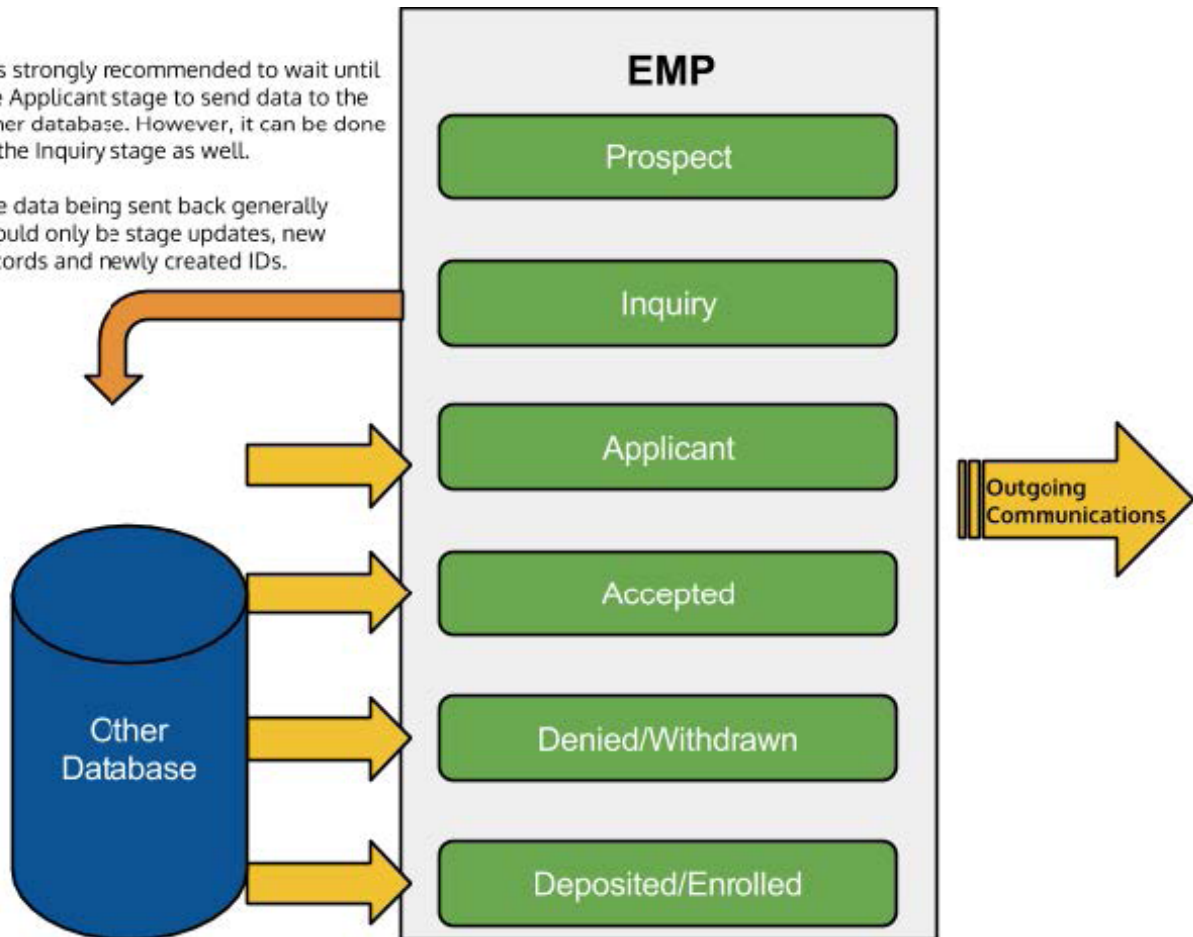 s strongly recommended to wait until
e Applicant stage to send data to the
her database. However, it can be done
the Inquiry stage as well.
e data being sent back generally
ould only be stage updates, new
cords and newly created IDs.
EMP
Prospect
Inquiry
Applicant
Accepted
Denied/Withdrawn
Deposited/Enrolled
Other
Database
Outgoing
Communications